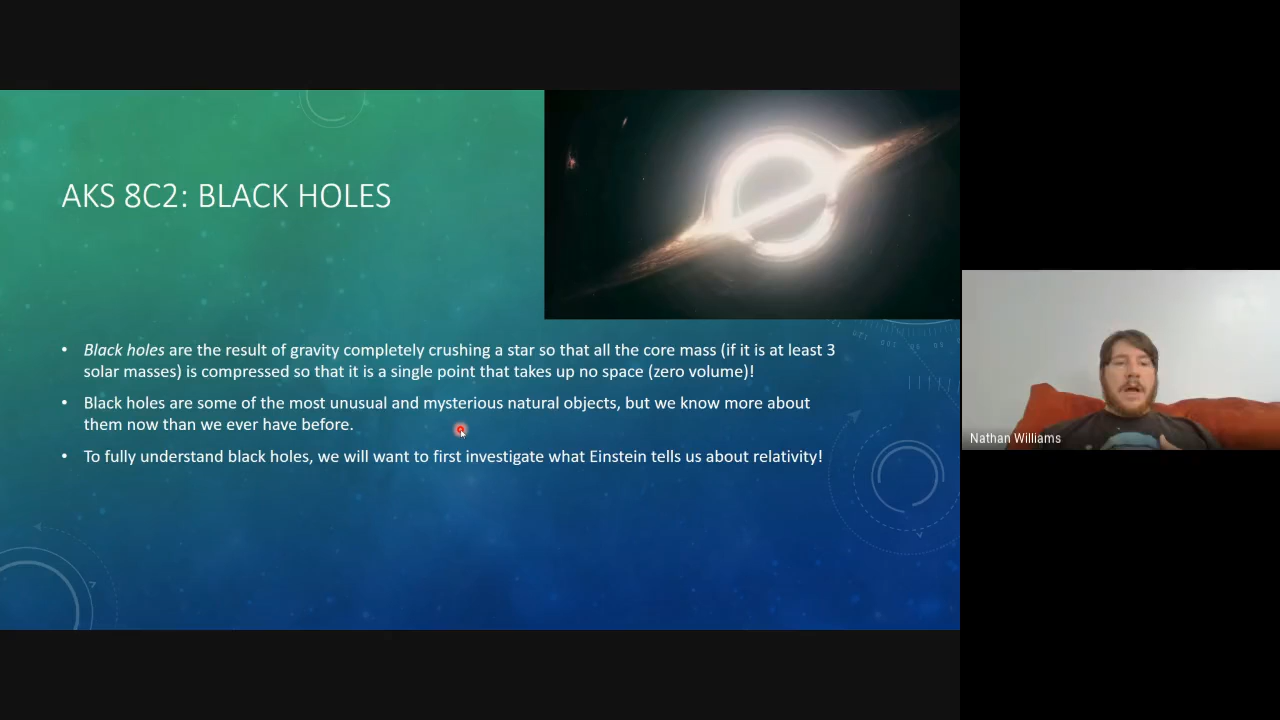 AKS 8C2: BLACK HOLES
• Black holes are the result of gravity completely crushing a star so that all the core mass (if it is at least 3
solar masses) is compressed so that it is a single point that takes up no space (zero volume)!
• Black holes are some of the most unusual and mysterious natural objects, but we know more about
them now than we ever have before.
• To fully understand black holes, we will want to first investigate what Einstein tells us about relativity!
Nathan Williams